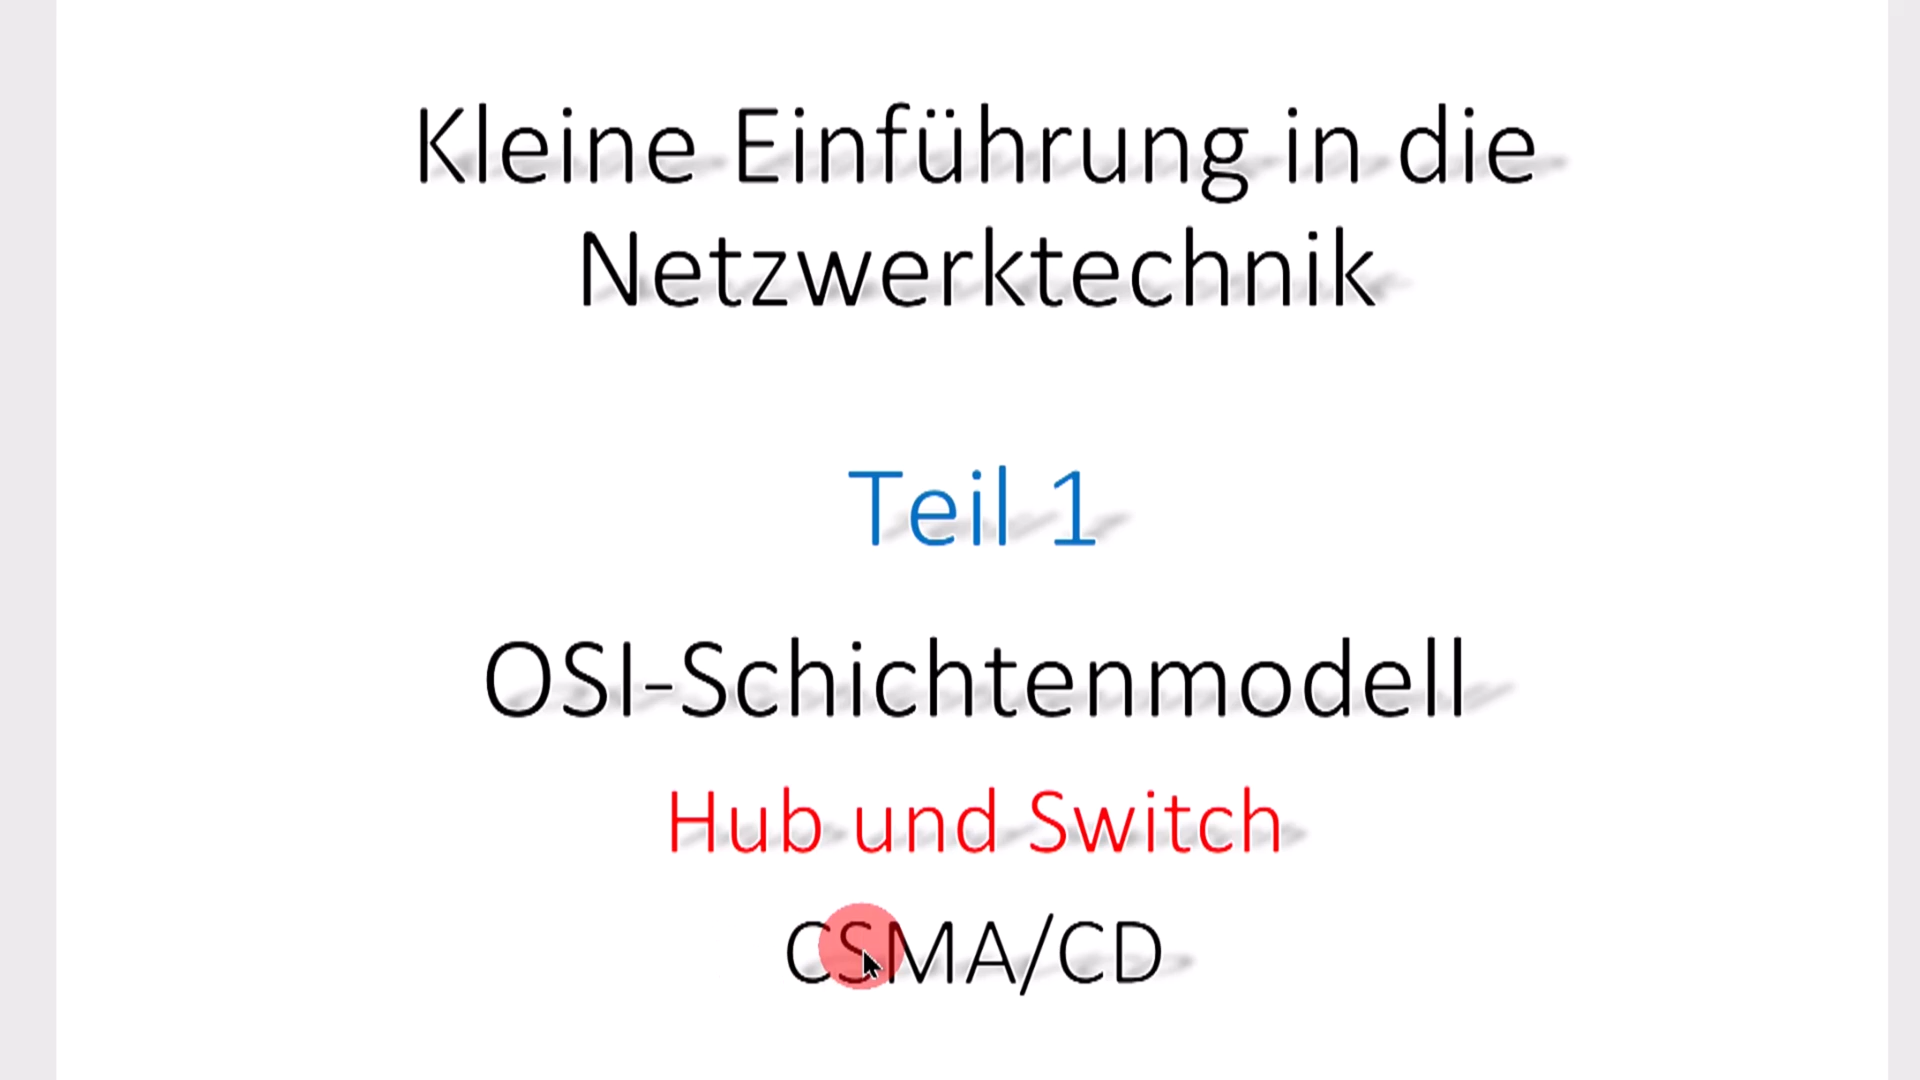 Kleine Einführung in die
Netzwerktechnik
Teil 1
OSI-Schichtenmodell
Hub und Switch
CSMA/CD